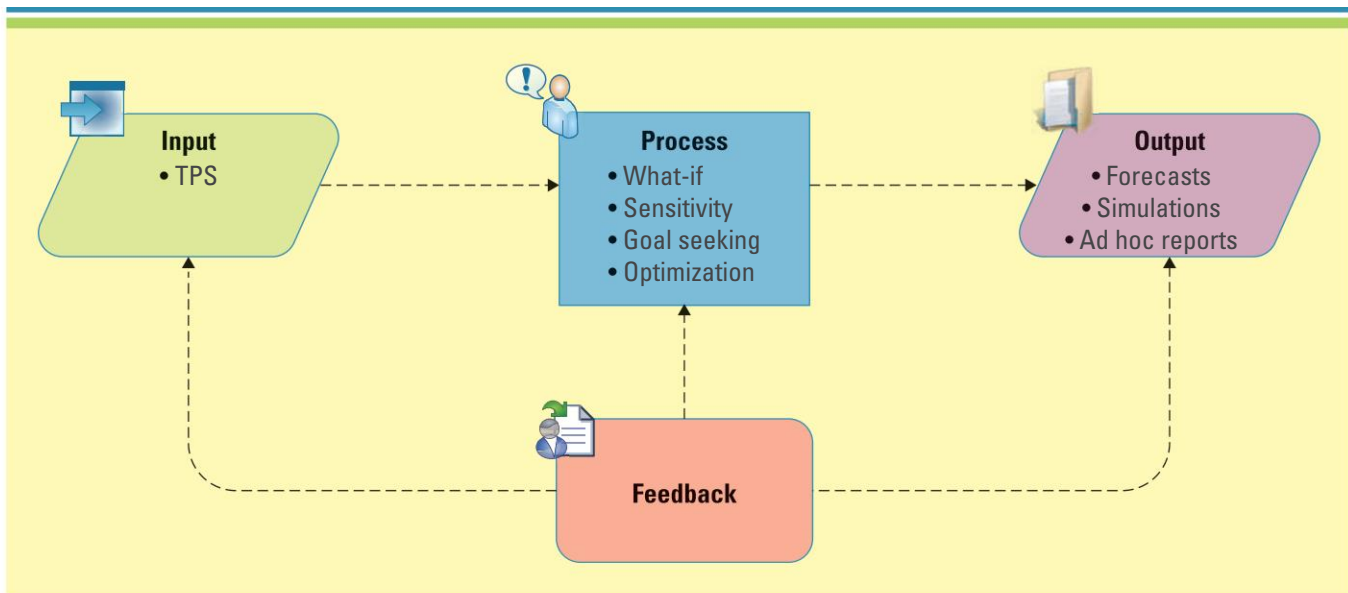 Input
• TPS
Process
• What-if
• Sensitivity
• Goal seeking
• Optimization
Output
• Forecasts
• Simulations
• Ad hoc reports
Feedback